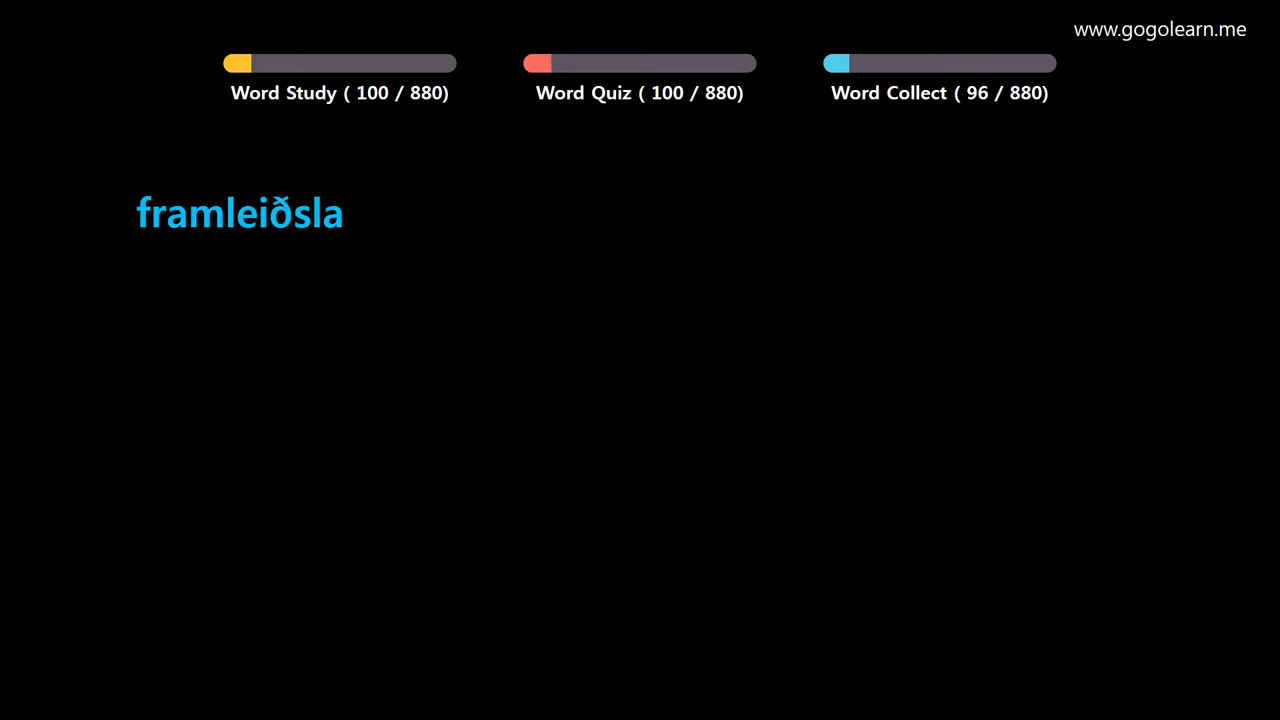 www.gogolearn.me
Word Study ( 100 / 880)
Word Quiz ( 100 / 880)
Word Collect ( 96 / 880)
framleiðsla